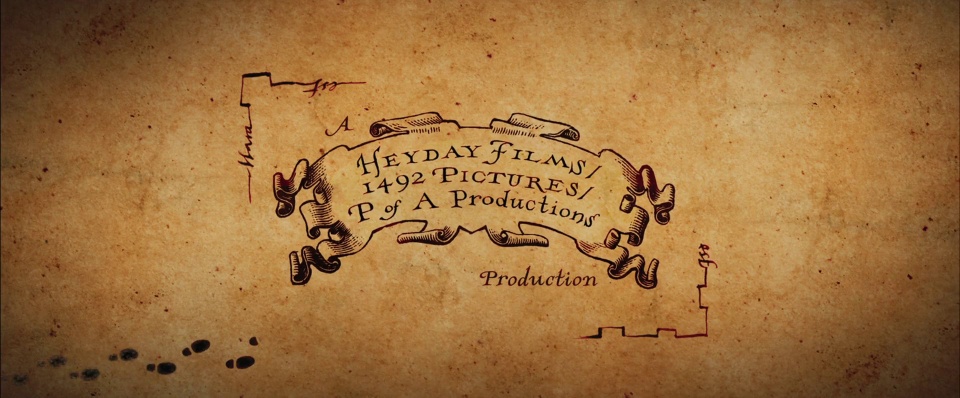 A
HEYDAY FILMS/
1492 PICTURES/
P of A Productions
Production